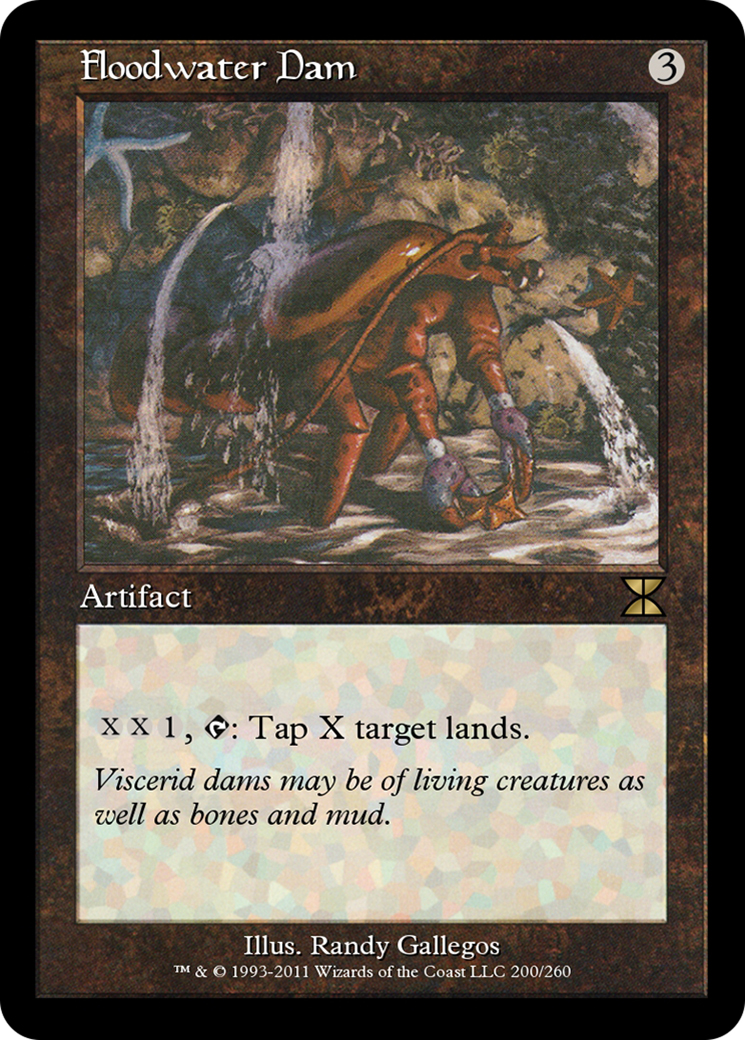 Floodwater Dam 3
Artifact
X X 1, : Tap X target lands.
Viscerid dams may be of living creatures as
well as bones and mud.
Illus. Randy Gallegos
™ & © 1993-2011 Wizards of the Coast LLC 200/260